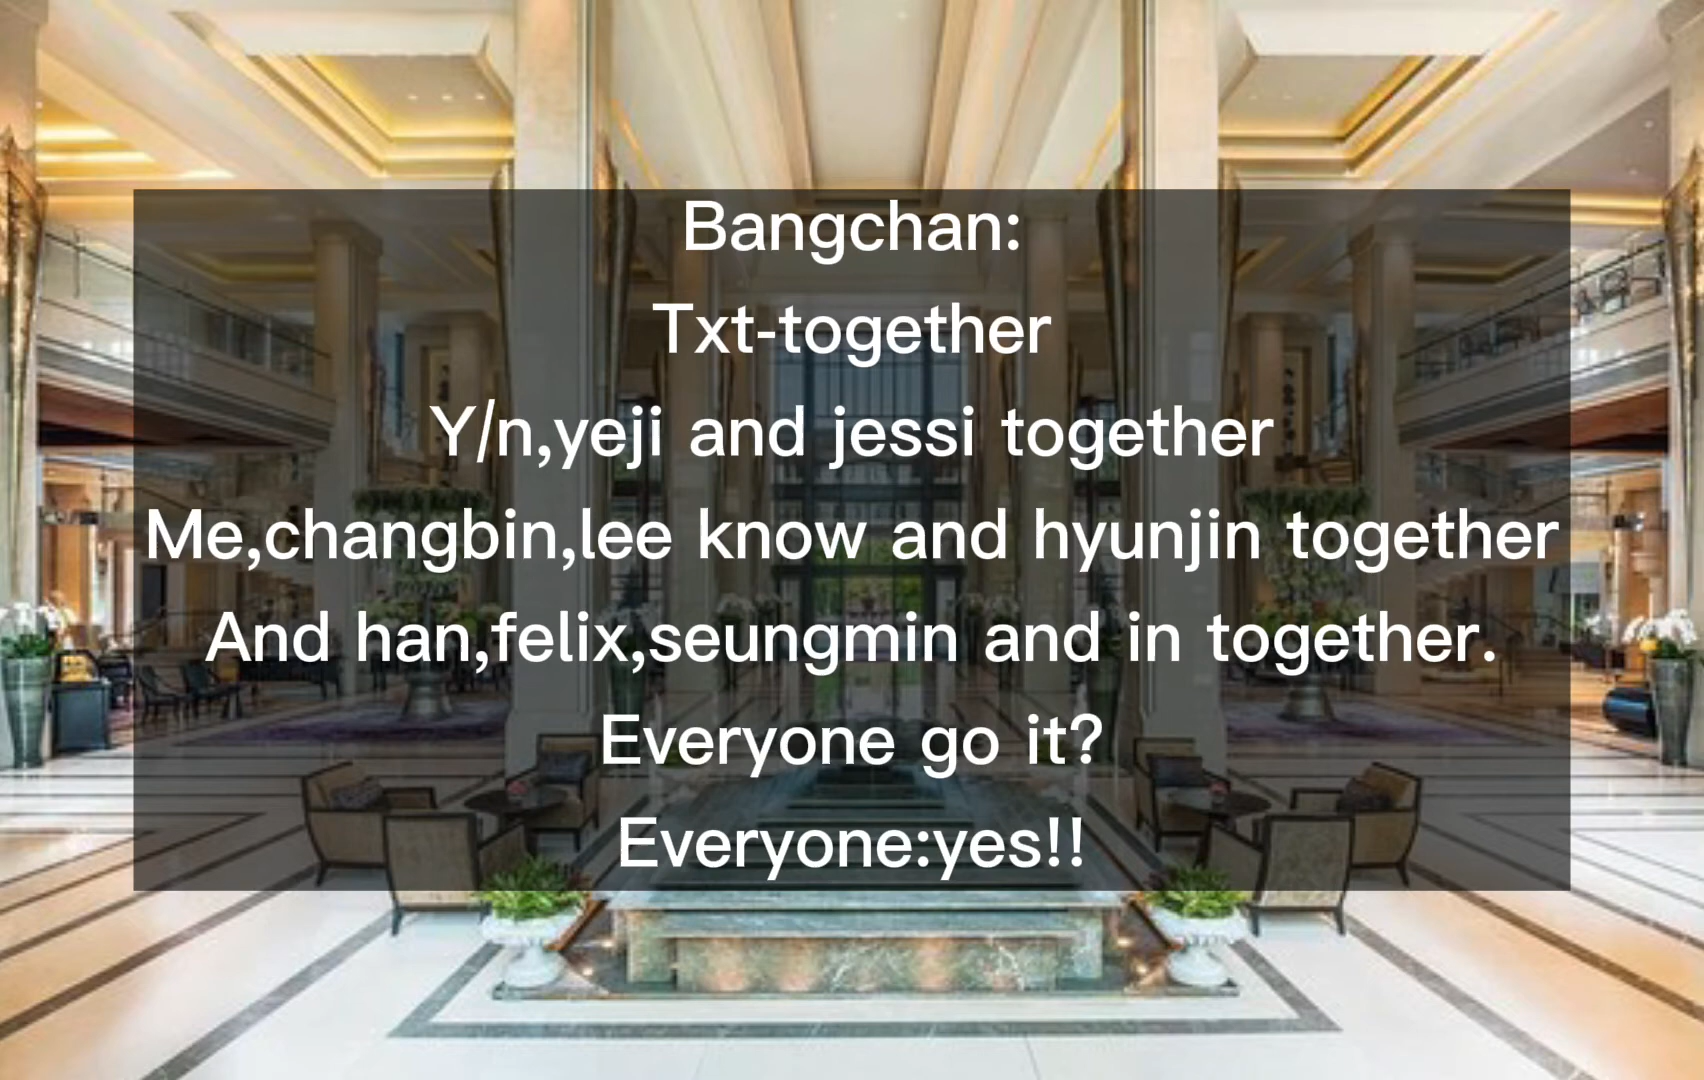 Bangchan:
Txt-together
Y/n,yeji and jessi together
Me,changbin,lee know and hyunjin together
And han,felix,seungmin and in together.
Everyone go it?
Everyone:yes!!